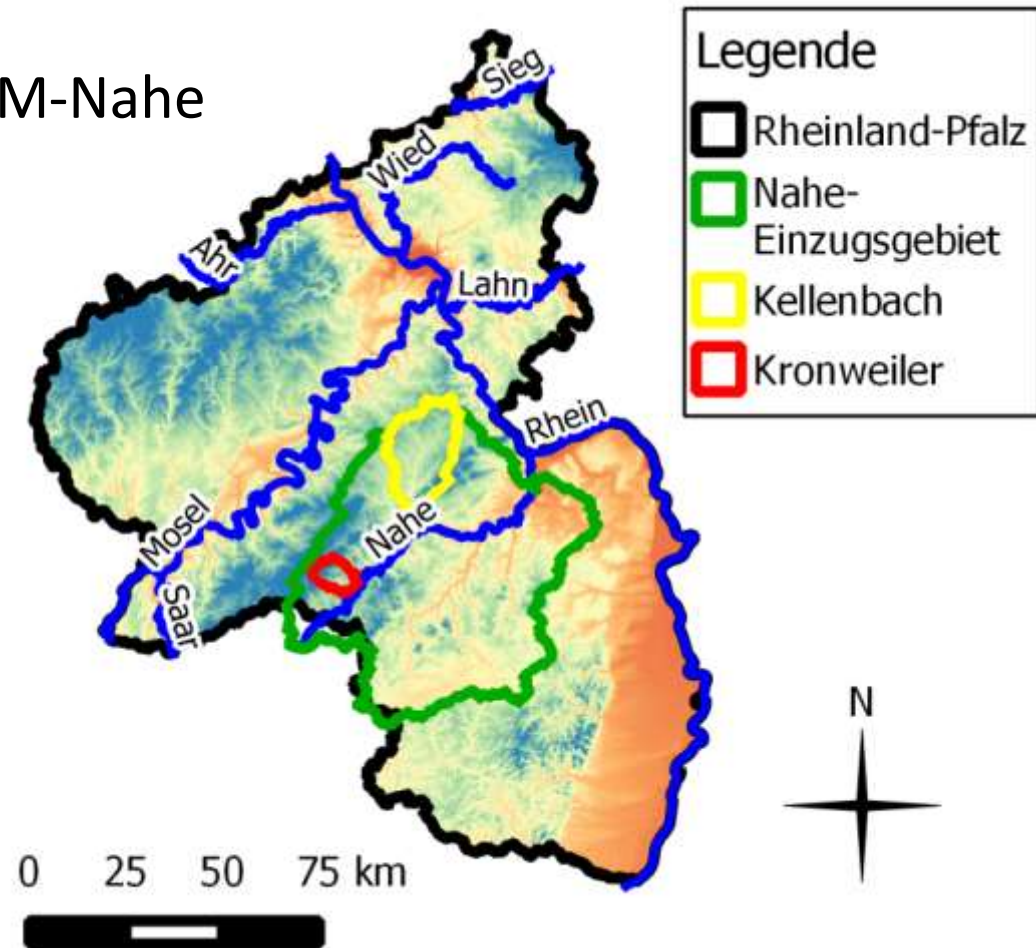 M-Nahe
Legende
Rheinland-Pfalz
Nahe-
Einzugsgebiet
Kellenbach
Kronweiler
Sieg
Wied
Ahr
Lahn
Rhein
Mosel
Nahe
Saar
N
0 25 50 75 km